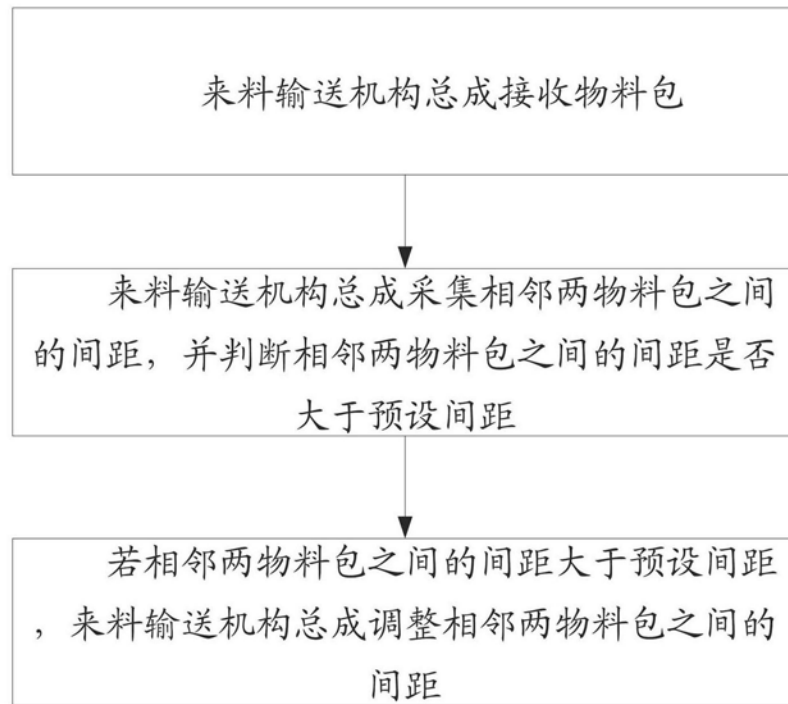 来料输送机构总成接收物料包
来料输送机构总成采集相邻两物料包之间
的间距，并判断相邻两物料包之间的间距是否
大于预设间距
若相邻两物料包之间的间距大于预设间距
，来料输送机构总成调整相邻两物料包之间的
间距